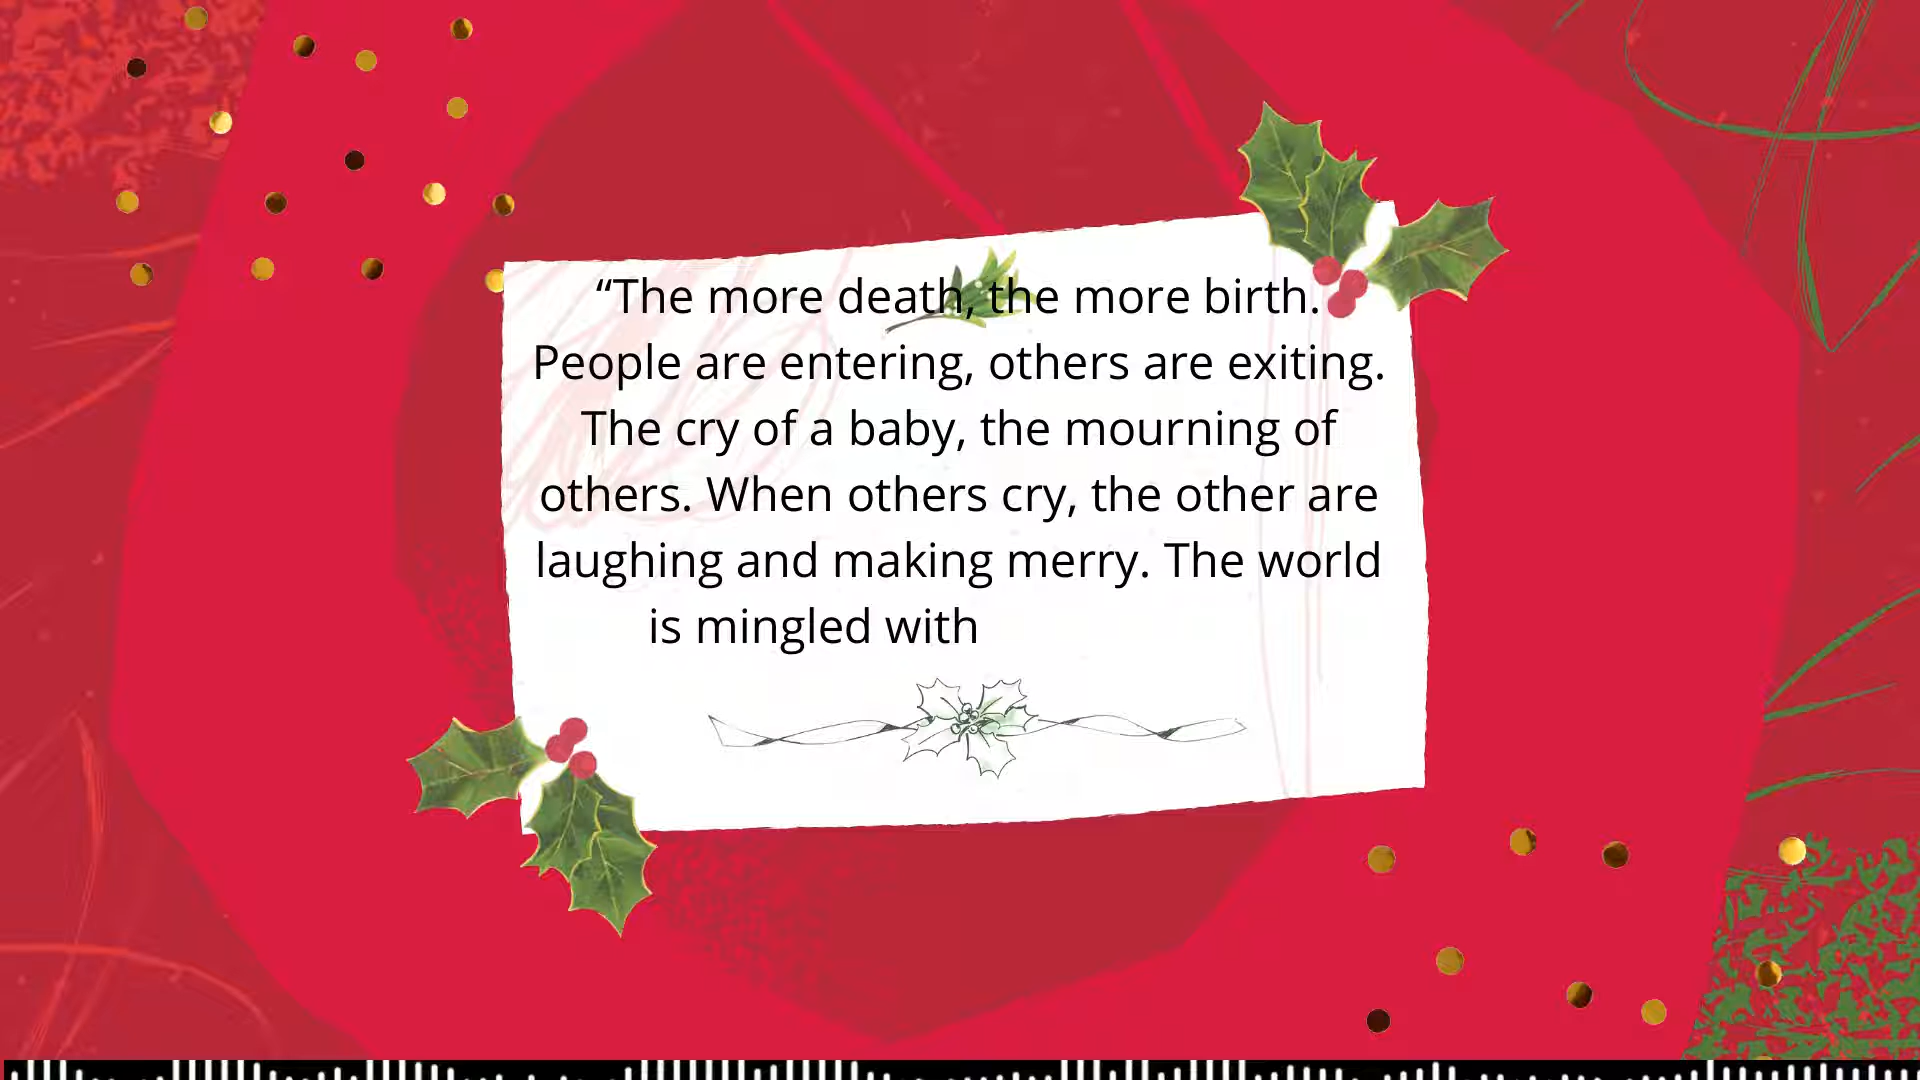 “The more death, the more birth.
People are entering, others are exiting.
The cry of a baby, the mourning of
others. When others cry, the other are
laughing and making merry. The world
is mingled with